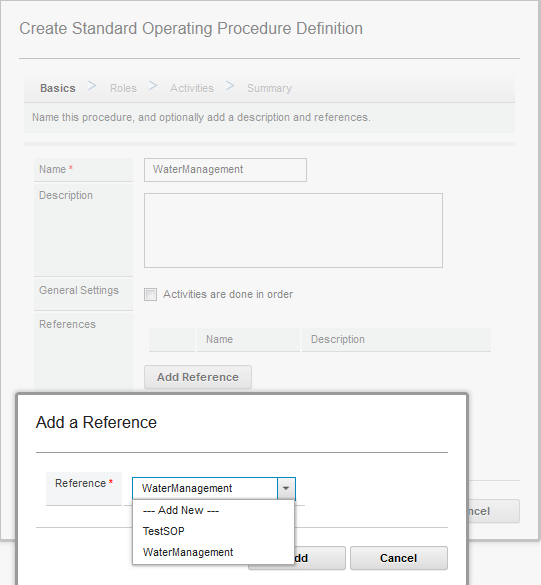 Create Standard Operating Procedure Definition
Basics > Roles > Activities > Summary
Name this procedure, and optionally add a description and references.
Name * WaterManagement
Description
General Settings Activities are done in order
References Name Description
Add Reference
Add a Reference
Reference * WaterManagement
--- Add New ---
TestSOP
WaterManagement
Cancel